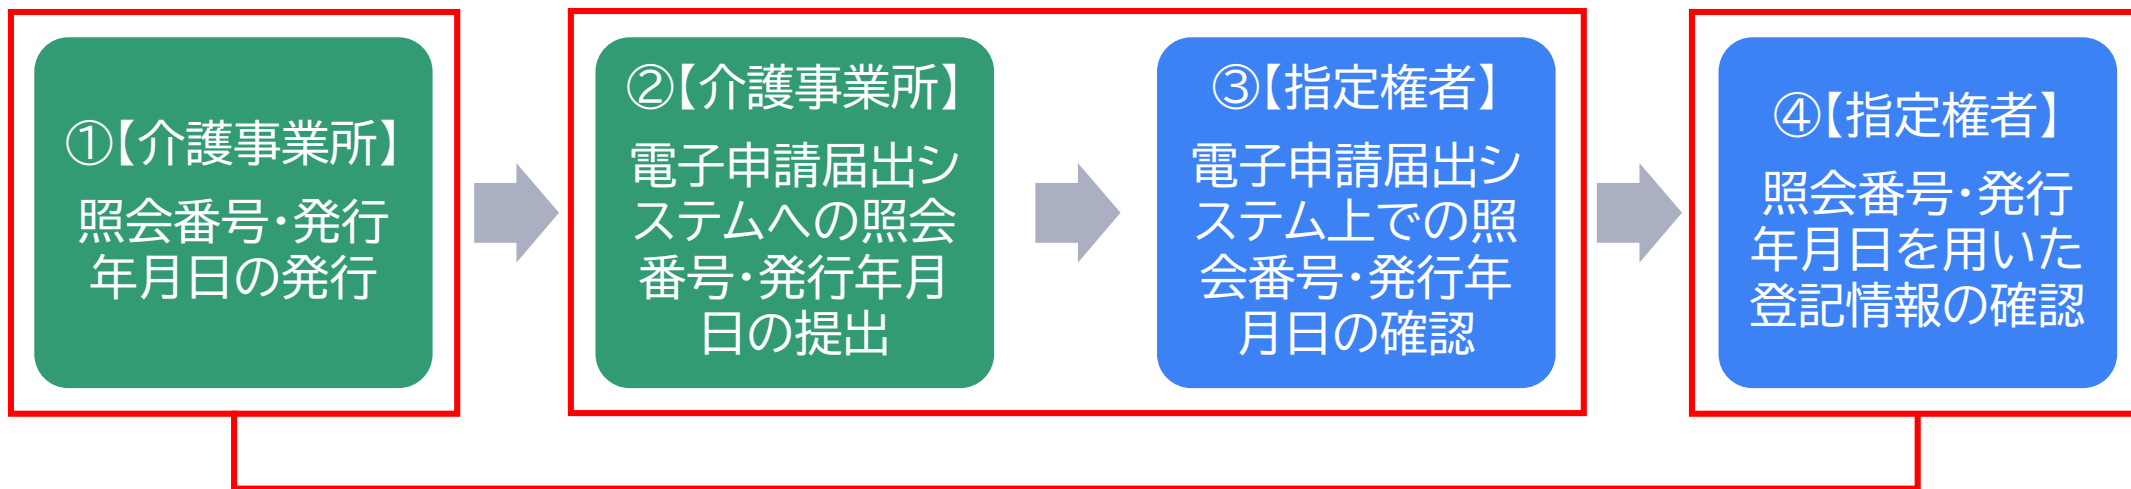 ①【介護事業所】
照会番号・発行
年月日の発行
②【介護事業所】
電子申請届出シ
ステムへの照会
番号・発行年月
日の提出
③【指定権者】
電子申請届出シ
ステム上での照
会番号・発行年
月日の確認
④【指定権者】
照会番号・発行
年月日を用いた
登記情報の確認